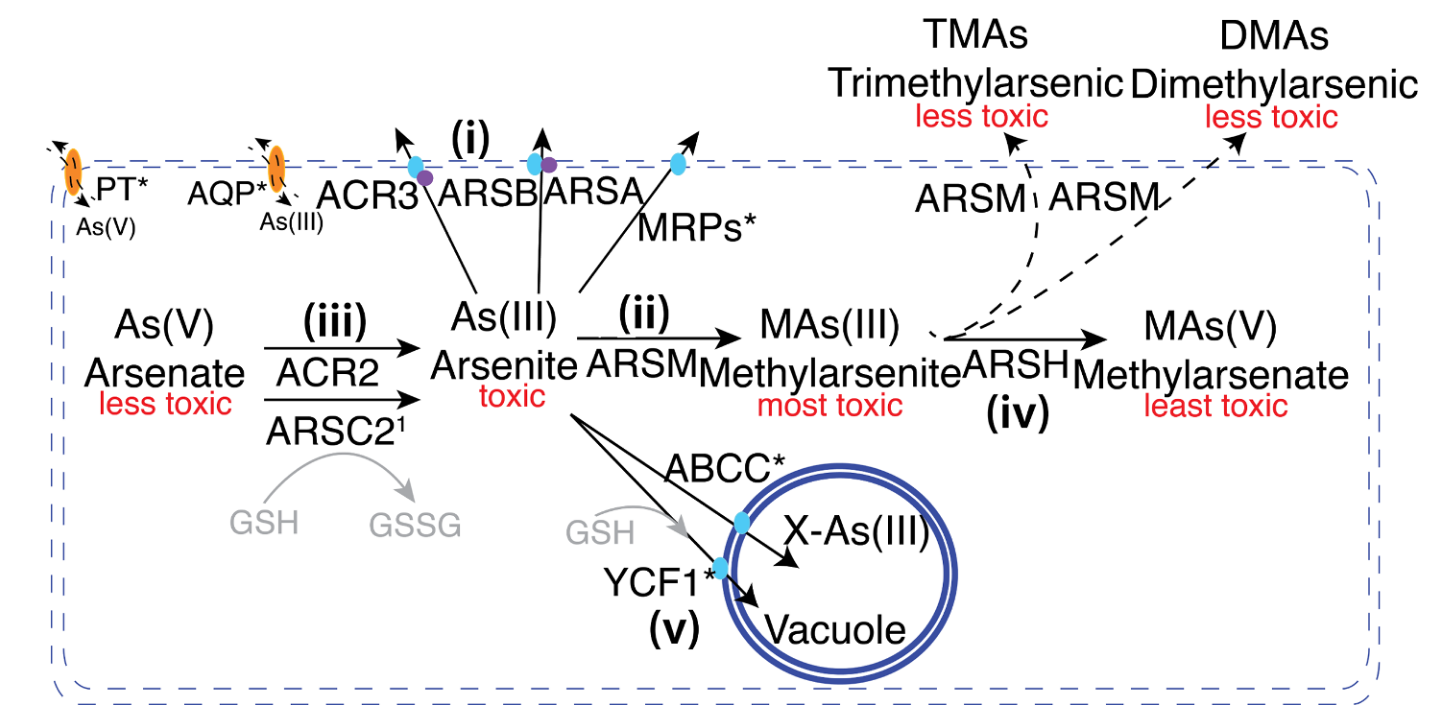 TMAs
Trimethylarsenic
less toxic
DMAs
Dimethylarsenic
less toxic
(i)
PT*
As(V)
AQP*
As(III)
ACR3
ARSB
ARSA
MRPs*
ARSM
ARSM
As(V)
Arsenate
less toxic
(iii)
ACR2
ARSC2¹
GSH
GSSG
As(III)
Arsenite
toxic
(ii)
ARSM
MAs(III)
Methylarsenite
most toxic
ARSH
(iv)
MAs(V)
Methylarsenate
least toxic
ABCC*
GSH
YCF1*
(v)
X-As(III)
Vacuole